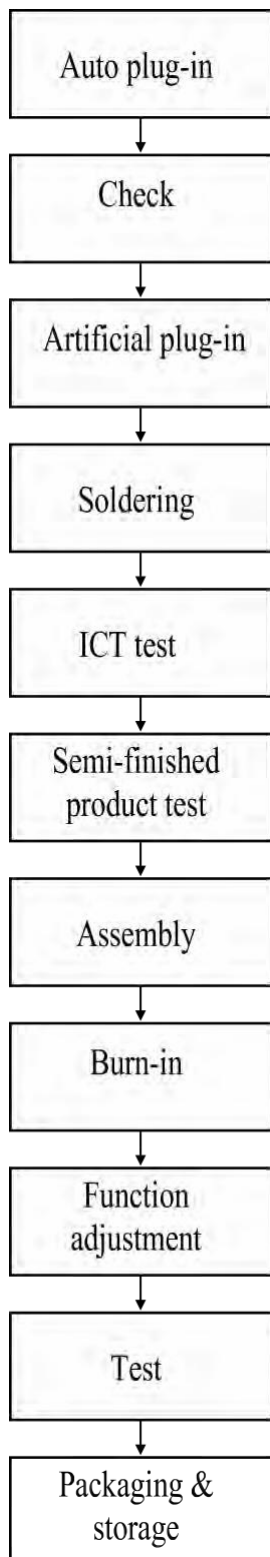 Auto plug-in
Check
Artificial plug-in
Soldering
ICT test
Semi-finished
product test
Assembly
Burn-in
Function
adjustment
Test
Packaging &
storage